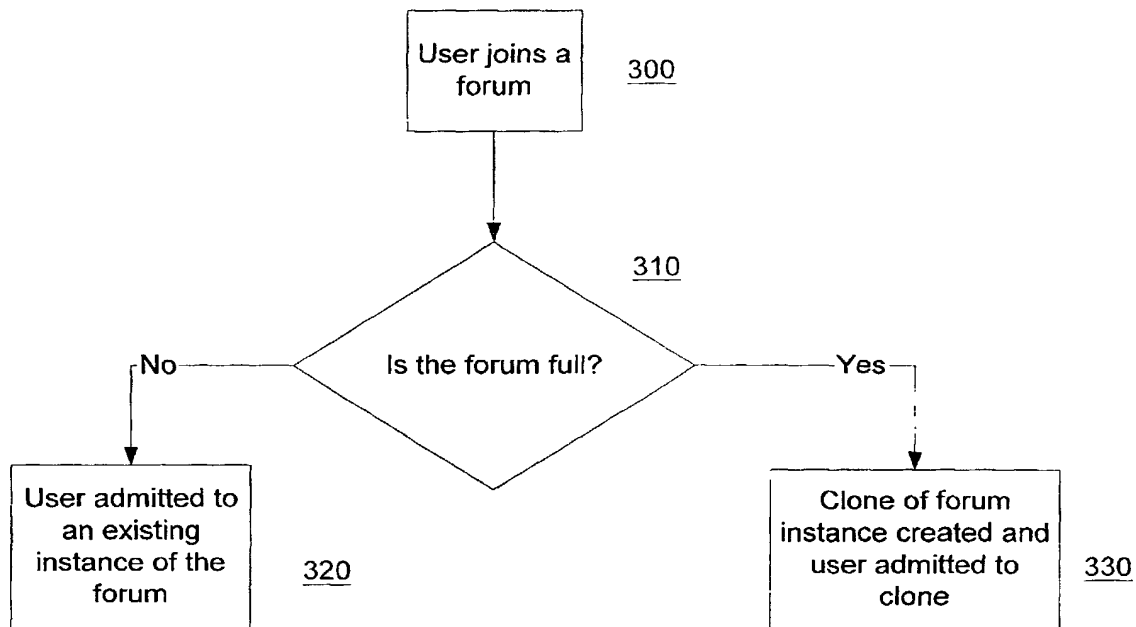 User joins a
forum
300
310
Is the forum full?
No
Yes
User admitted to
an existing
instance of the
forum
320
Clone of forum
instance created and
user admitted to
clone
330